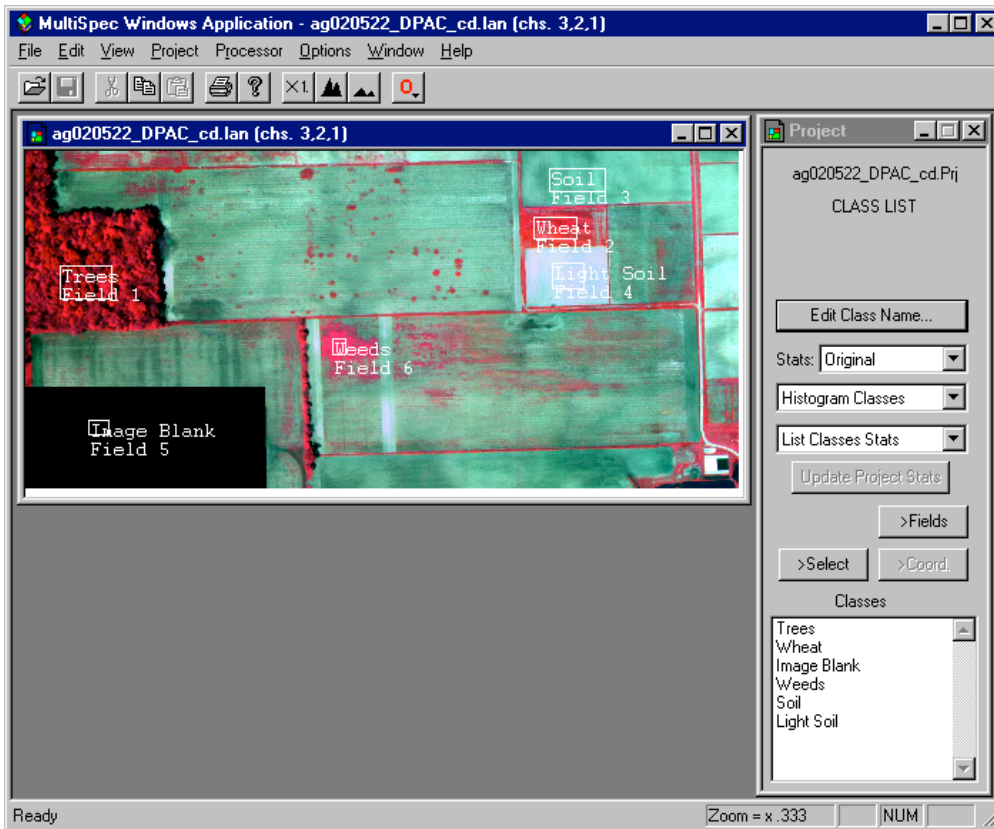 MultiSpec Windows Application - ag020522_DPAC_cd.lan (chs. 3,2,1)
File Edit View Project Processor Options Window Help
×1
ag020522_DPAC_cd.lan (chs. 3,2,1)
Soil
Field 3
Wheat
Field 2
Light Soil
Field 4
Trees
Field 1
Weeds
Field 6
Image Blank
Field 5
Project
ag020522_DPAC_cd.Prj
CLASS LIST
Edit Class Name...
Stats: Original
Histogram Classes
List Classes Stats
Update Project Stats
>Fields
>Select >Coord.
Classes
Trees
Wheat
Image Blank
Weeds
Soil
Light Soil
Ready Zoom = x .333 NUM